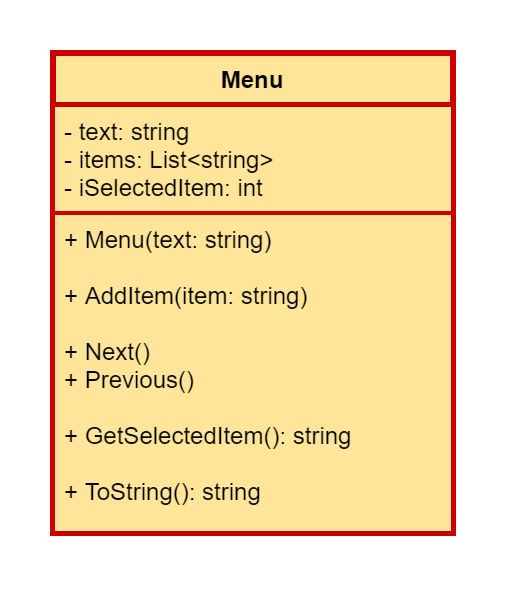 Menu
- text: string
- items: List<string>
- iSelectedItem: int
+ Menu(text: string)
+ AddItem(item: string)
+ Next()
+ Previous()
+ GetSelectedItem(): string
+ ToString(): string